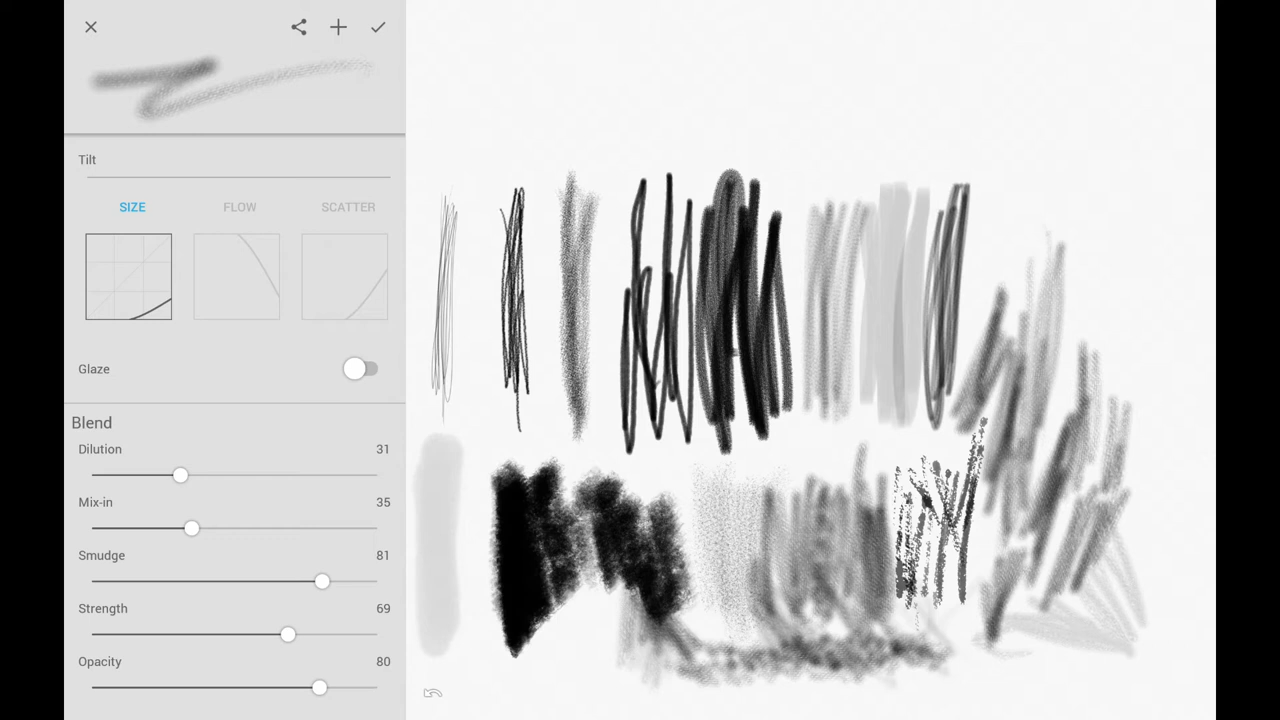 Tilt
SIZE FLOW SCATTER
Glaze
Blend
Dilution 31
Mix-in 35
Smudge 81
Strength 69
Opacity 80